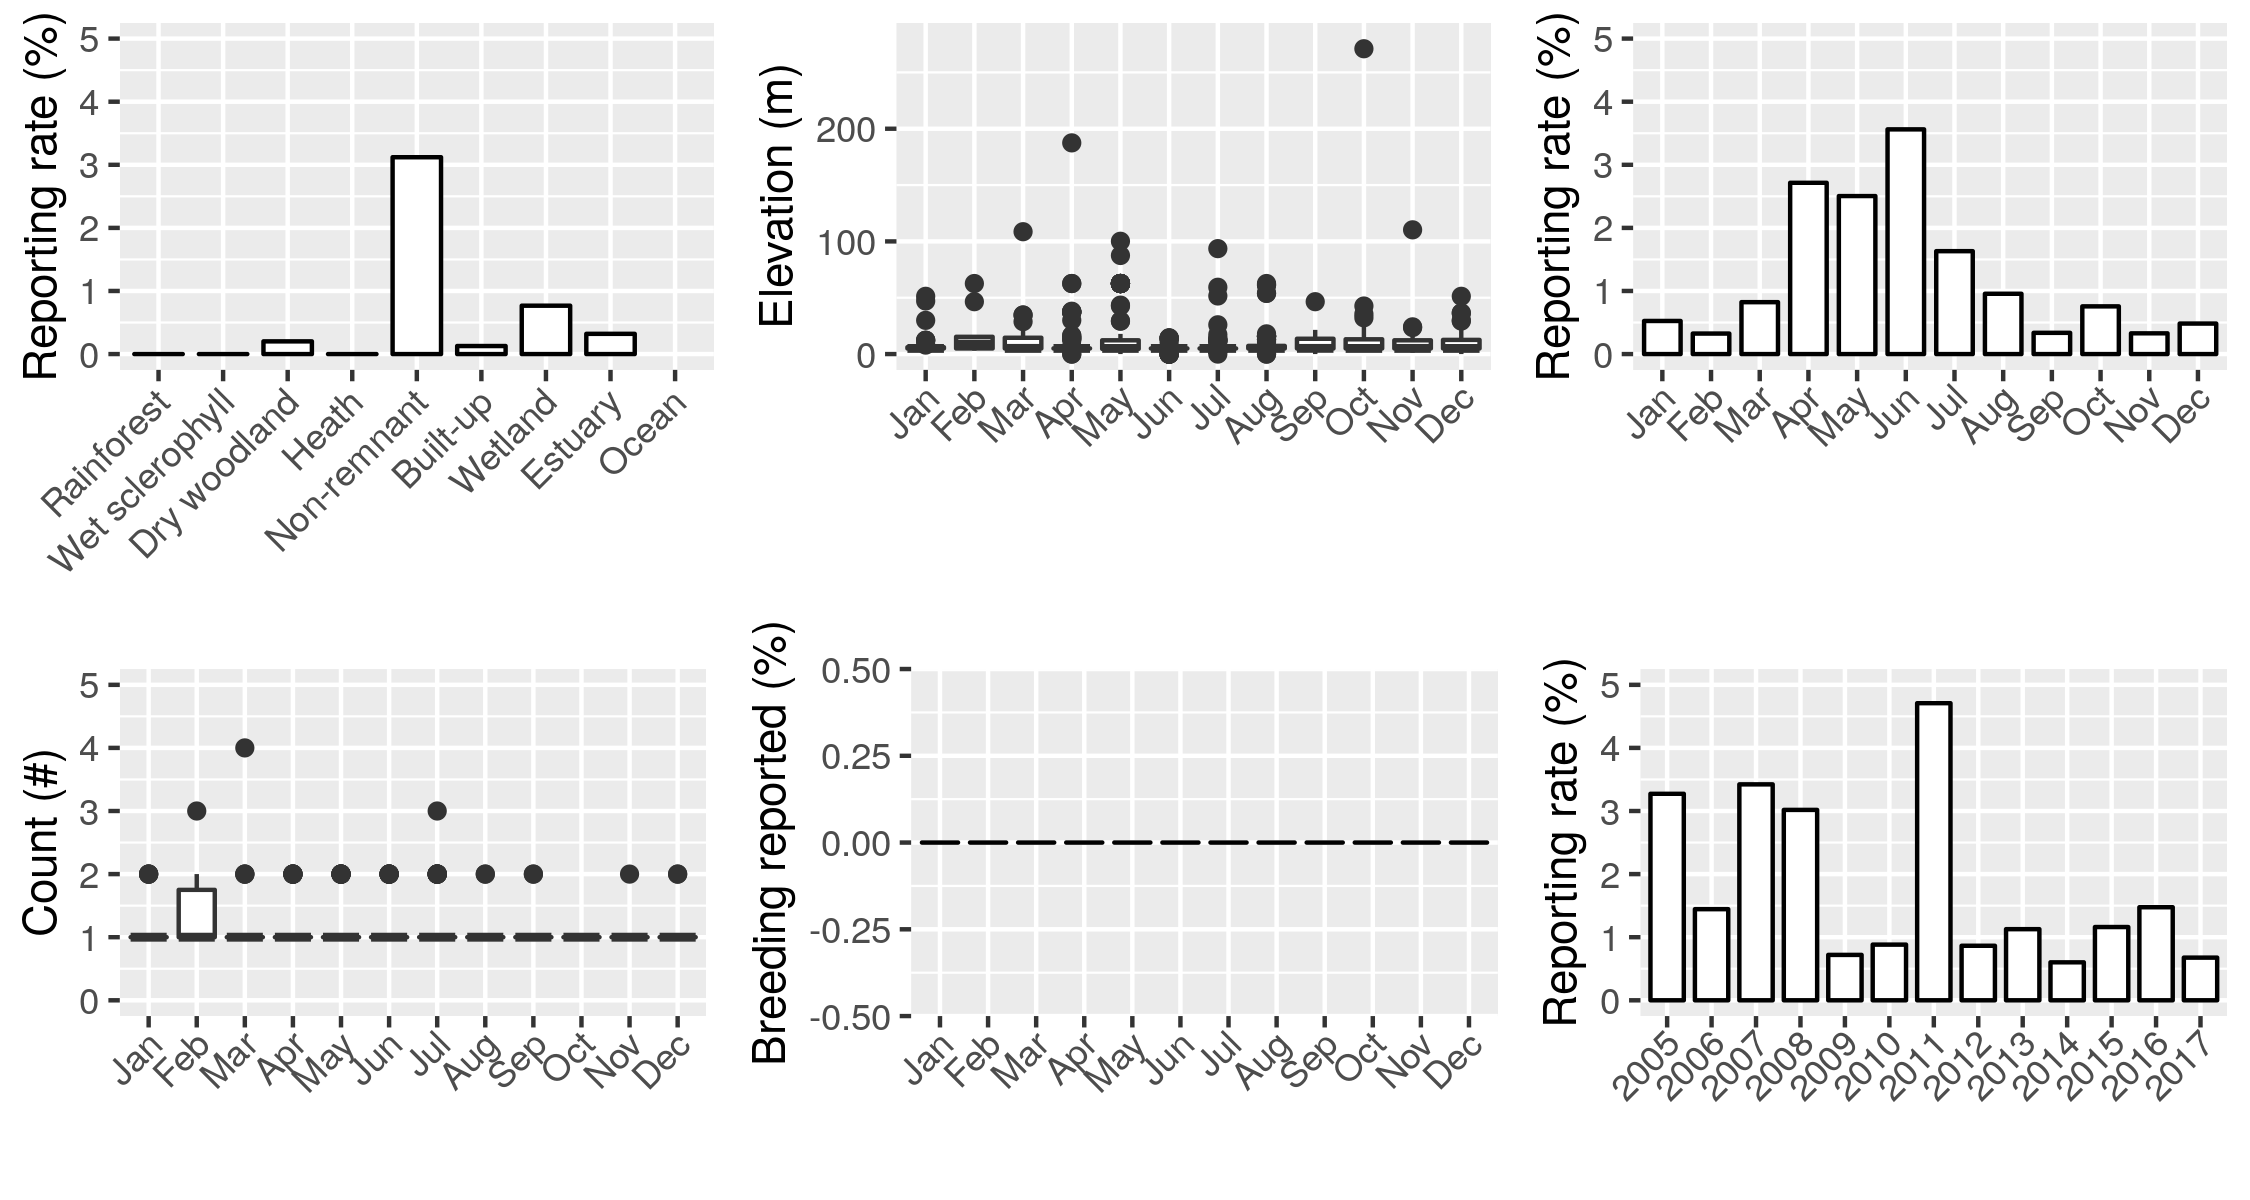 Reporting rate (%)
5
4
3
2
1
0
Rainforest
Wet sclerophyll
Dry woodland
Heath
Non-remnant
Built-up
Wetland
Estuary
Ocean
Elevation (m)
200
100
0
Jan
Feb
Mar
Apr
May
Jun
Jul
Aug
Sep
Oct
Nov
Dec
Reporting rate (%)
5
4
3
2
1
0
Jan
Feb
Mar
Apr
May
Jun
Jul
Aug
Sep
Oct
Nov
Dec
Count (#)
5
4
3
2
1
0
Jan
Feb
Mar
Apr
May
Jun
Jul
Aug
Sep
Oct
Nov
Dec
Breeding reported (%)
0.50
0.25
0.00
-0.25
-0.50
Jan
Feb
Mar
Apr
May
Jun
Jul
Aug
Sep
Oct
Nov
Dec
Reporting rate (%)
5
4
3
2
1
0
2005
2006
2007
2008
2009
2010
2011
2012
2013
2014
2015
2016
2017